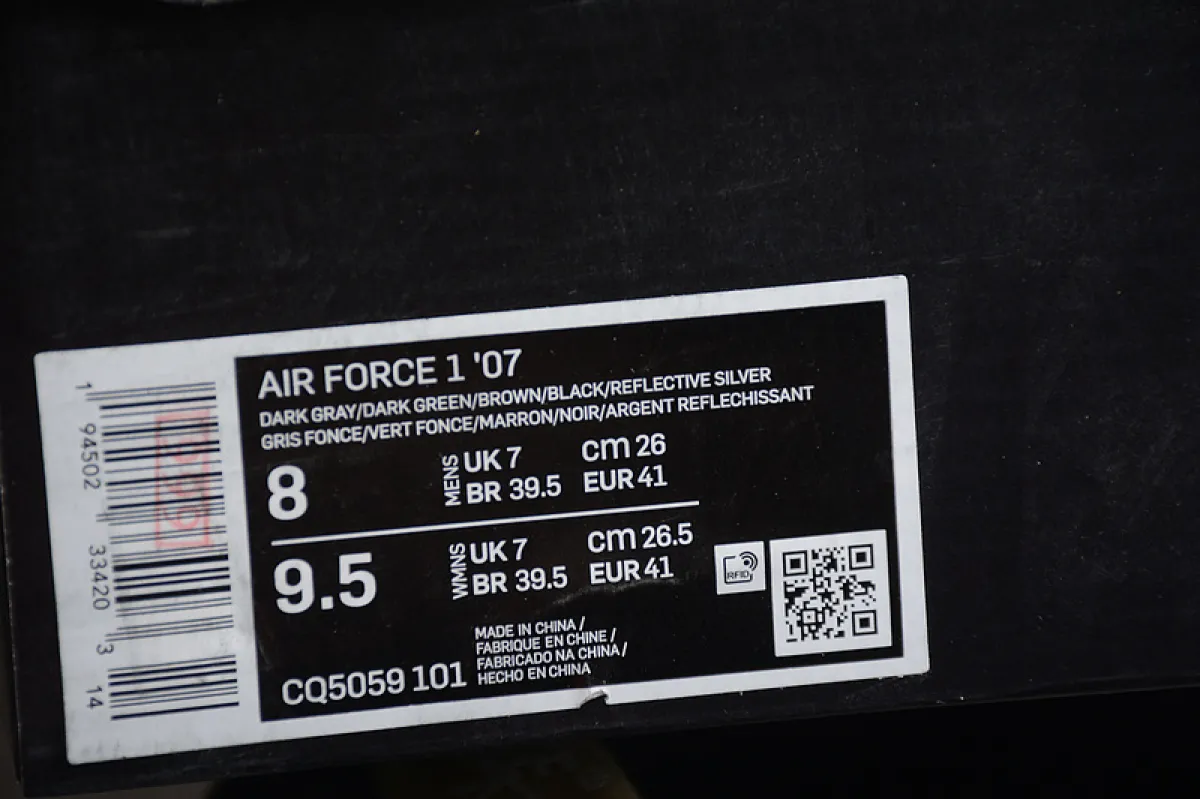 AIR FORCE 1 '07
DARK GRAY/DARK GREEN/BROWN/BLACK/REFLECTIVE SILVER
GRIS FONCE/VERT FONCE/MARRON/NOIR/ARGENT REFLECHISSANT
8 MENS UK 7 cm 26
BR 39.5 EUR 41
9.5 WMNS UK 7 cm 26.5
BR 39.5 EUR 41
RFID
MADE IN CHINA /
FABRIQUE EN CHINE /
FABRICADO NA CHINA /
HECHO EN CHINA
CQ5059 101
1 94502 33420 3 14